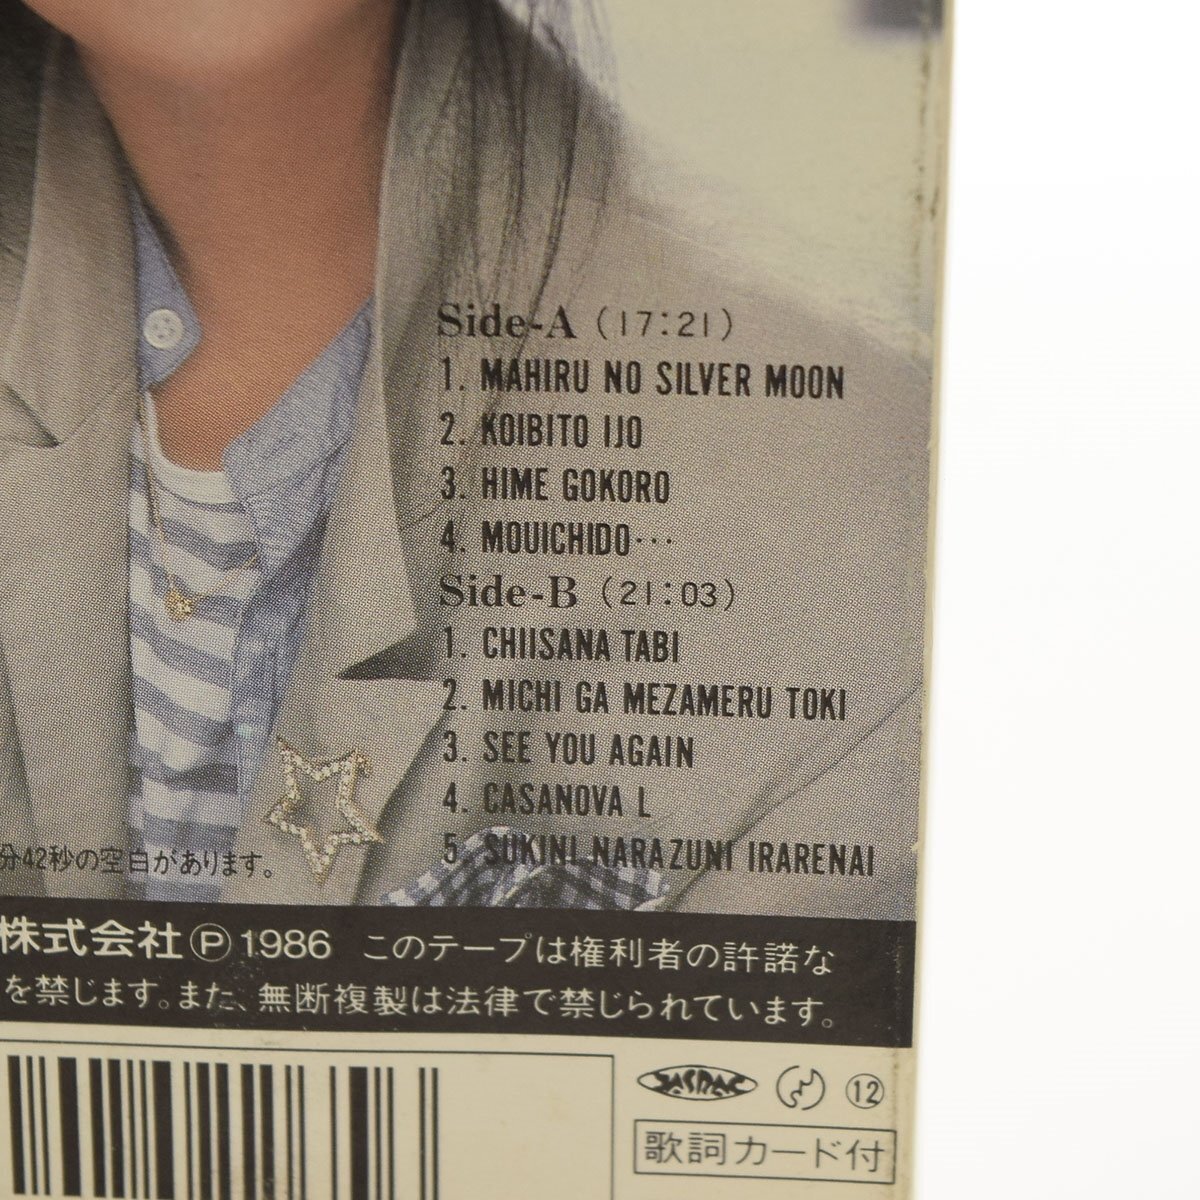 Side-A (17:21)
1. MAHIRU NO SILVER MOON
2. KOIBITO IJO
3. HIME GOKORO
4. MOUICHIDO···
Side-B (21:03)
1. CHIISANA TABI
2. MICHI GA MEZAMERU TOKI
3. SEE YOU AGAIN
4. CASANOVA L
5. SUKINI NARAZUNI IRARENAI
分42秒の空白があります。
株式会社Ⓟ1986 このテープは権利者の許諾な
を禁じます。また、無断複製は法律で禁じられています。
JASRAC ⑫
歌詞カード付